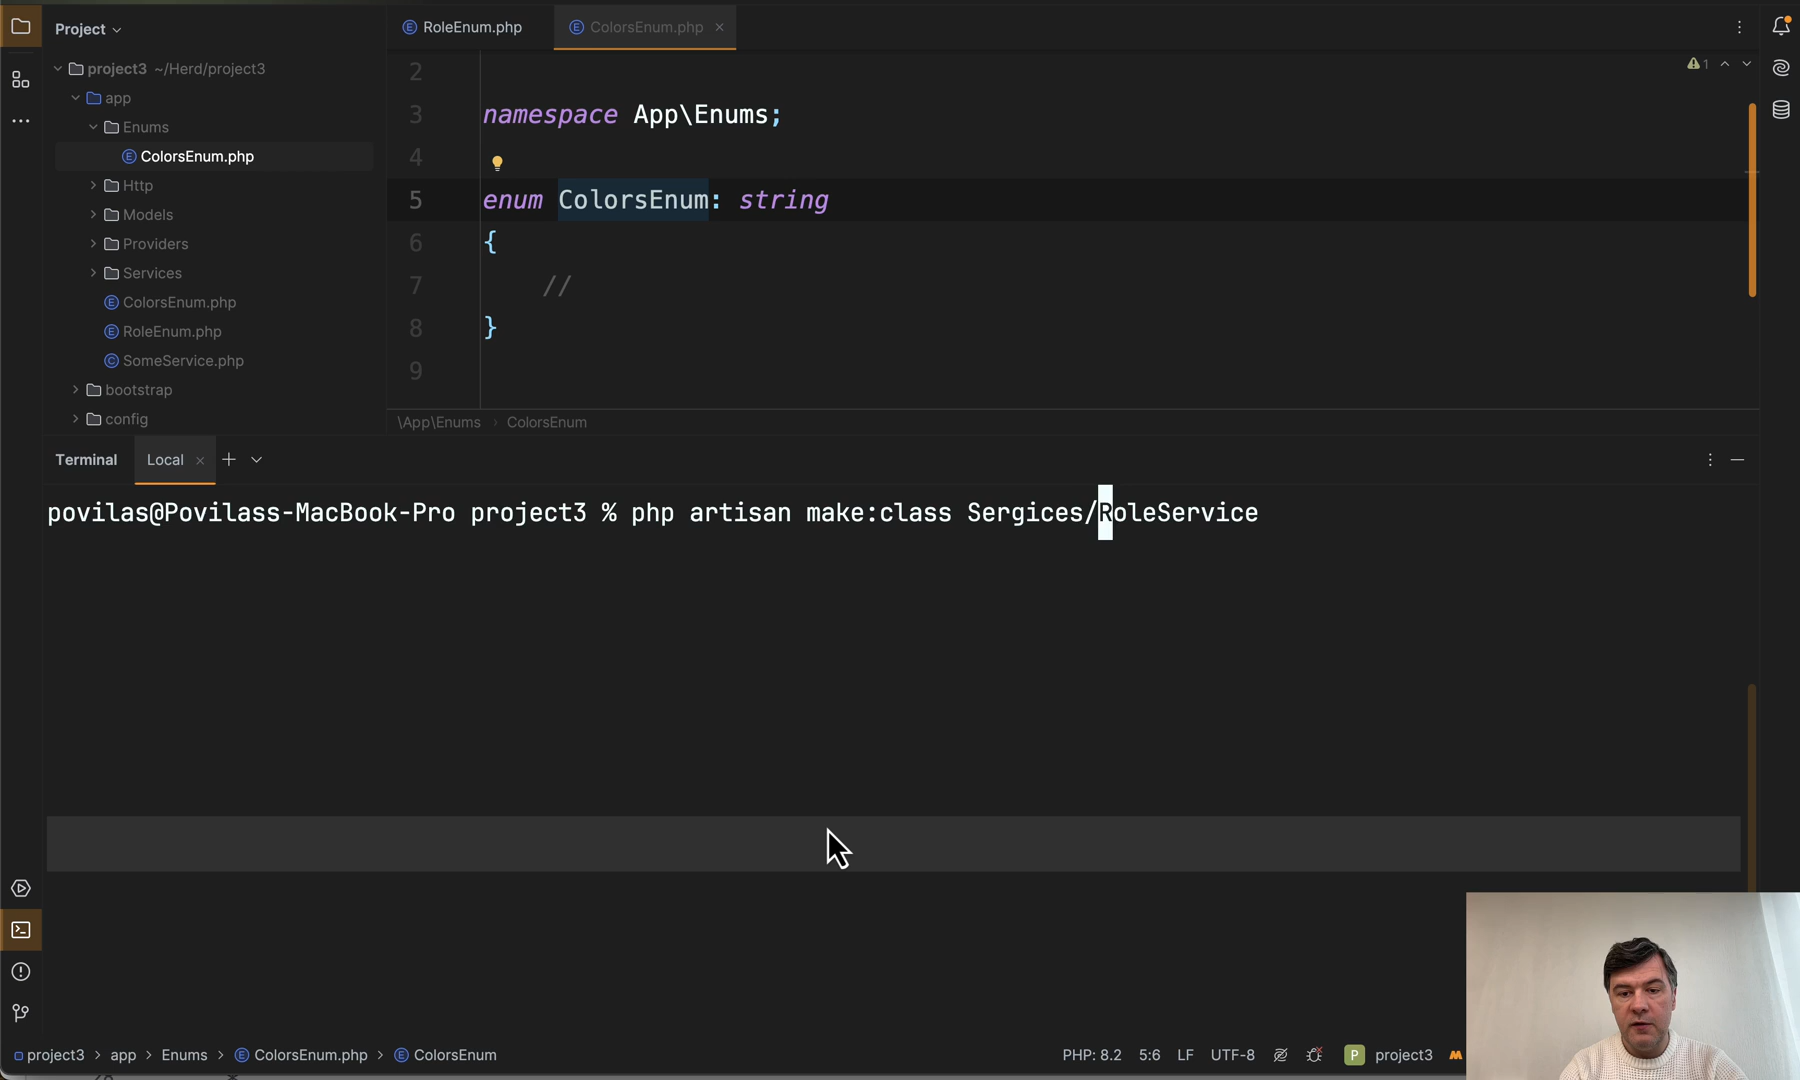 Project
project3 ~/Herd/project3
app
Enums
ColorsEnum.php
Http
Models
Providers
Services
ColorsEnum.php
RoleEnum.php
SomeService.php
bootstrap
config
RoleEnum.php
ColorsEnum.php
1
2
3 namespace App\Enums;
4
5 enum ColorsEnum: string
6 {
7 //
8 }
9
\App\Enums › ColorsEnum
Terminal
Local
povilas@Povilass-MacBook-Pro project3 % php artisan make:class Sergices/RoleService
project3 › app › Enums › ColorsEnum.php › ColorsEnum
PHP: 8.2 5:6 LF UTF-8 P project3